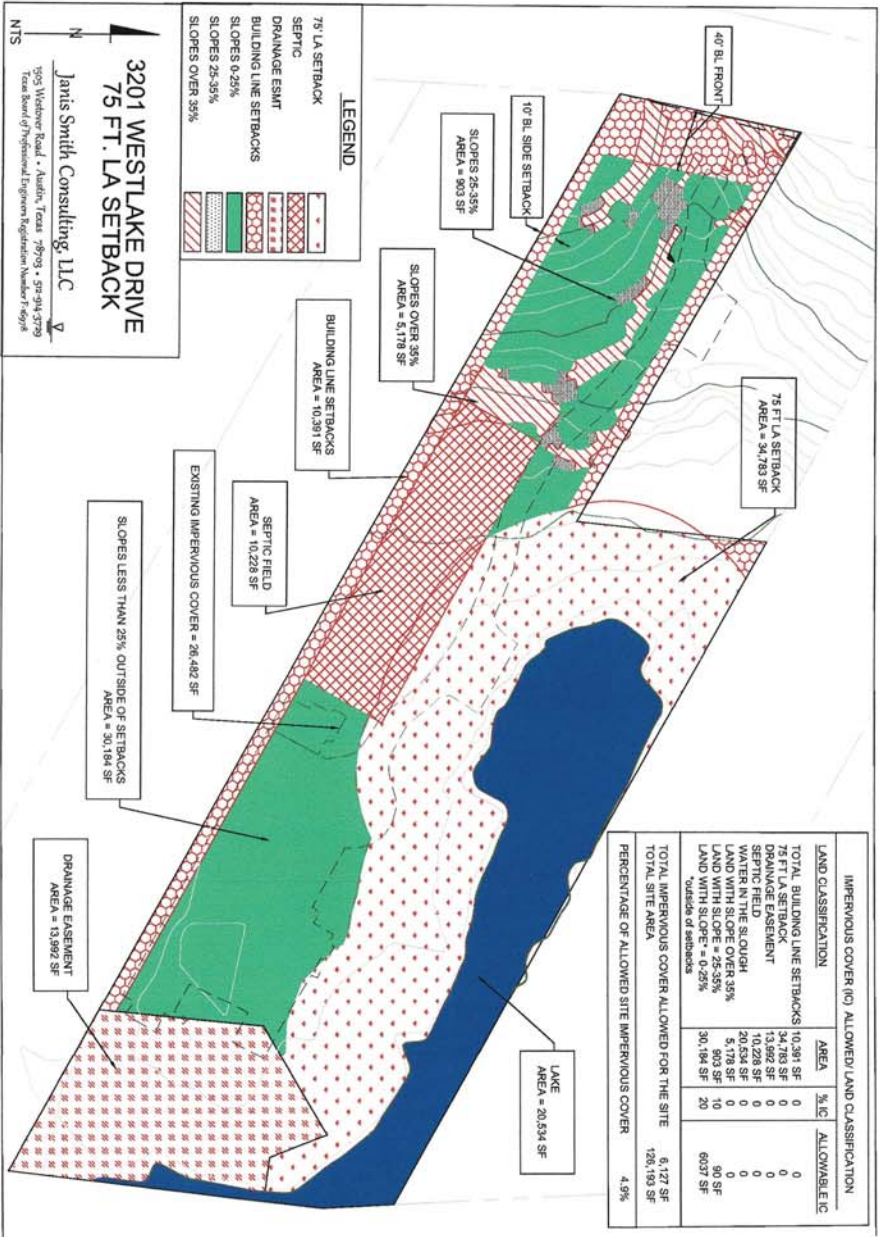 IMPERVIOUS COVER (IC) ALLOWED/ LAND CLASSIFICATION
LAND CLASSIFICATION AREA % IC ALLOWABLE IC
TOTAL BUILDING LINE SETBACKS 10,391 SF 0 0
75 FT LA SETBACK 34,783 SF 0 0
DRAINAGE EASEMENT 13,992 SF 0 0
SEPTIC FIELD 10,228 SF 0 0
WATER IN THE SLOUGH 20,534 SF 0
LAND WITH SLOPE OVER 35% 5,178 SF 0 0
LAND WITH SLOPE = 25-35% 903 SF 10 90 SF
LAND WITH SLOPE* = 0-25% 30,184 SF 20 6037 SF
*outside of setbacks
TOTAL IMPERVIOUS COVER ALLOWED FOR THE SITE 6,127 SF
TOTAL SITE AREA 126,193 SF
PERCENTAGE OF ALLOWED SITE IMPERVIOUS COVER 4.9%
LAKE
AREA = 20,534 SF
75 FT LA SETBACK
AREA = 34,783 SF
40' BL FRONT
10' BL SIDE SETBACK
SLOPES 25-35%
AREA = 903 SF
SLOPES OVER 35%
AREA = 5,178 SF
BUILDING LINE SETBACKS
AREA = 10,391 SF
SEPTIC FIELD
AREA = 10,228 SF
EXISTING IMPERVIOUS COVER = 26,482 SF
SLOPES LESS THAN 25% OUTSIDE OF SETBACKS
AREA = 30,184 SF
DRAINAGE EASEMENT
AREA = 13,992 SF
LEGEND
75' LA SETBACK
SEPTIC
DRAINAGE ESMT
BUILDING LINE SETBACKS
SLOPES 0-25%
SLOPES 25-35%
SLOPES OVER 35%
3201 WESTLAKE DRIVE
75 FT. LA SETBACK
Janis Smith Consulting, LLC
1505 Westover Road • Austin, Texas 78703 • 512-914-3729
Texas Board of Professional Engineers Registration Number
N
NTS